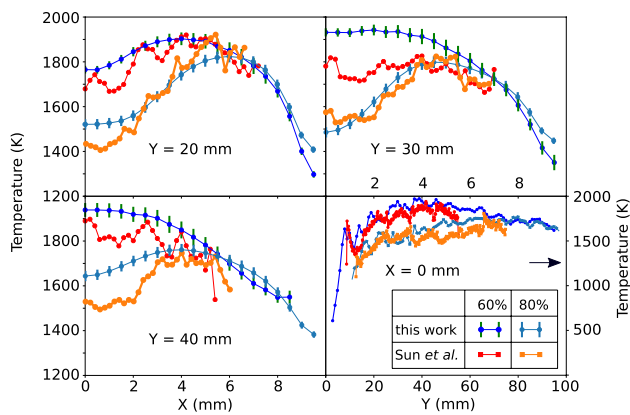 2000
1800
1600
1400
1200
Temperature (K)
Y = 20 mm
Y = 30 mm
2 4 6 8
2000
1800
1600
1400
1200
Y = 40 mm
X = 0 mm
2000
1500
1000
500
Temperature (K)
60% 80%
this work
Sun et al.
0 2 4 6 8
0 20 40 60 80 100
X (mm)
Y (mm)